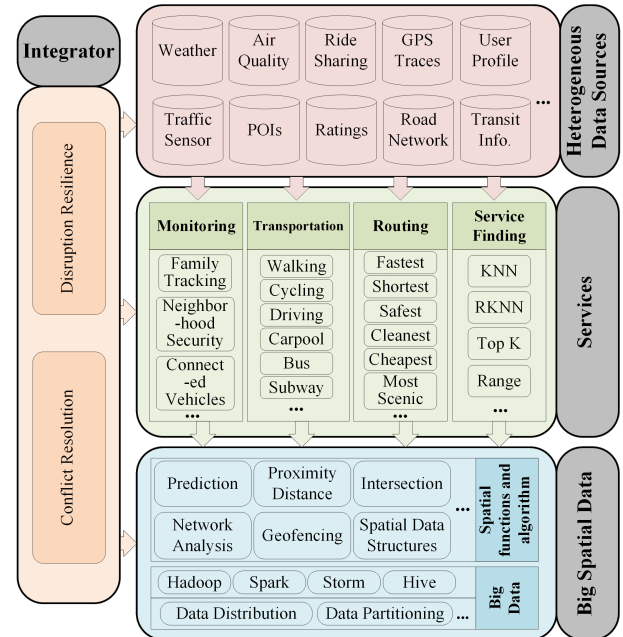 Integrator
Disruption Resilience
Conflict Resolution
Weather
Air
Quality
Ride
Sharing
GPS
Traces
User
Profile
Traffic
Sensor
POIs
Ratings
Road
Network
Transit
Info.
...
Heterogeneous
Data Sources
Monitoring
Family
Tracking
Neighbor
-hood
Security
Connect
-ed
Vehicles
...
Transportation
Walking
Cycling
Driving
Carpool
Bus
Subway
...
Routing
Fastest
Shortest
Safest
Cleanest
Cheapest
Most
Scenic
...
Service
Finding
KNN
RKNN
Top K
Range
...
Services
Prediction
Proximity
Distance
Intersection
Network
Analysis
Geofencing
Spatial Data
Structures
...
Spatial
functions and
algorithm
Hadoop
Spark
Storm
Hive
Data Distribution
Data Partitioning
...
Big
Data
Big Spatial Data